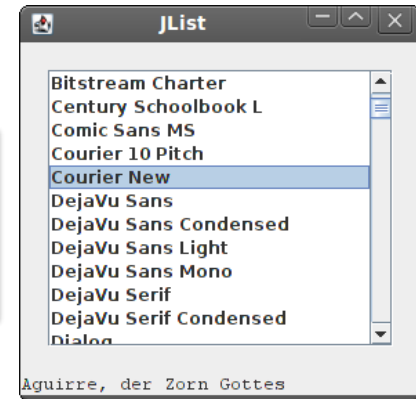 JList
Bitstream Charter
Century Schoolbook L
Comic Sans MS
Courier 10 Pitch
Courier New
DejaVu Sans
DejaVu Sans Condensed
DejaVu Sans Light
DejaVu Sans Mono
DejaVu Serif
DejaVu Serif Condensed
Dialog
Aguirre, der Zorn Gottes